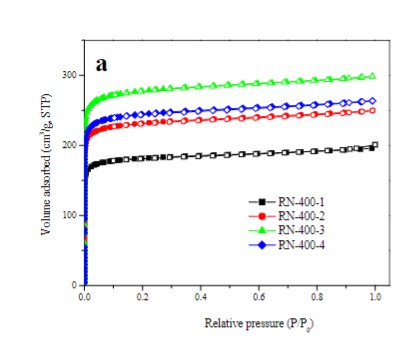 a
300
200
100
0
Volume adsorbed (cm³/g, STP)
RN-400-1
RN-400-2
RN-400-3
RN-400-4
0.0 0.2 0.4 0.6 0.8 1.0
Relative pressure (P/P₀)